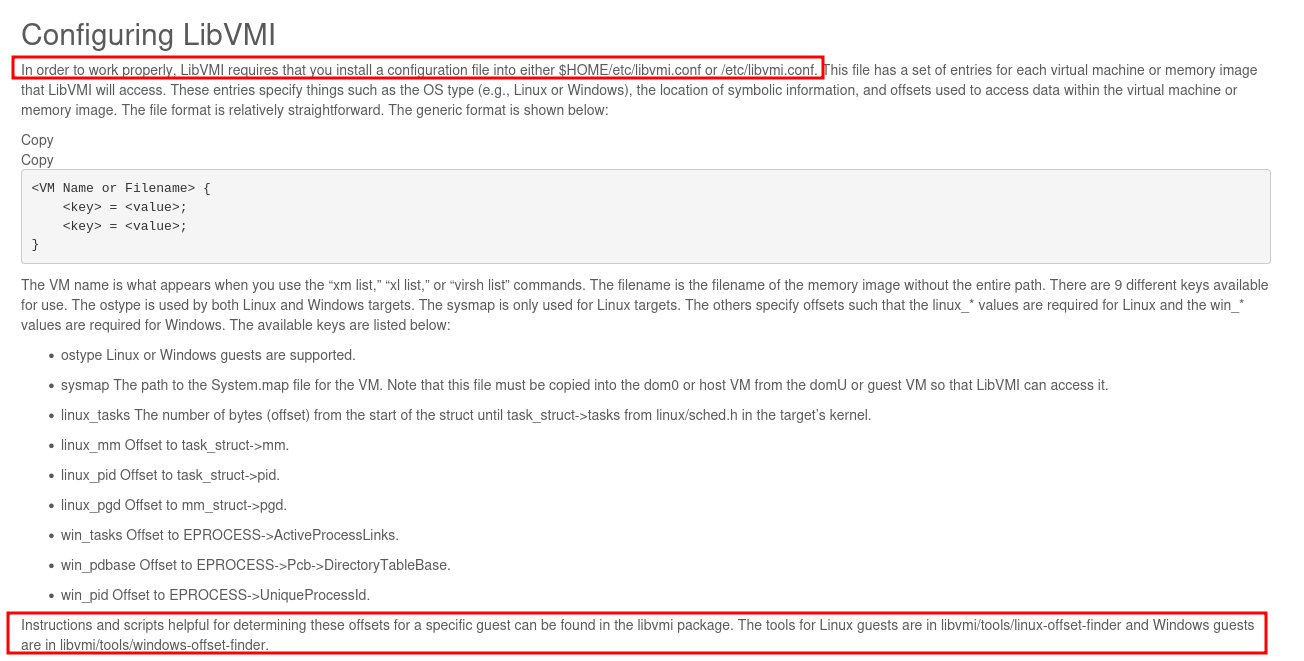 Configuring LibVMI
In order to work properly, LibVMI requires that you install a configuration file into either $HOME/etc/libvmi.conf or /etc/libvmi.conf. This file has a set of entries for each virtual machine or memory image
that LibVMI will access. These entries specify things such as the OS type (e.g., Linux or Windows), the location of symbolic information, and offsets used to access data within the virtual machine or
memory image. The file format is relatively straightforward. The generic format is shown below:
Copy
Copy
<VM Name or Filename> {
    <key> = <value>;
    <key> = <value>;
}
The VM name is what appears when you use the “xm list,” “xl list,” or “virsh list” commands. The filename is the filename of the memory image without the entire path. There are 9 different keys available
for use. The ostype is used by both Linux and Windows targets. The sysmap is only used for Linux targets. The others specify offsets such that the linux_* values are required for Linux and the win_*
values are required for Windows. The available keys are listed below:
• ostype Linux or Windows guests are supported.
• sysmap The path to the System.map file for the VM. Note that this file must be copied into the dom0 or host VM from the domU or guest VM so that LibVMI can access it.
• linux_tasks The number of bytes (offset) from the start of the struct until task_struct->tasks from linux/sched.h in the target’s kernel.
• linux_mm Offset to task_struct->mm.
• linux_pid Offset to task_struct->pid.
• linux_pgd Offset to mm_struct->pgd.
• win_tasks Offset to EPROCESS->ActiveProcessLinks.
• win_pdbase Offset to EPROCESS->Pcb->DirectoryTableBase.
• win_pid Offset to EPROCESS->UniqueProcessId.
Instructions and scripts helpful for determining these offsets for a specific guest can be found in the libvmi package. The tools for Linux guests are in libvmi/tools/linux-offset-finder and Windows guests
are in libvmi/tools/windows-offset-finder.